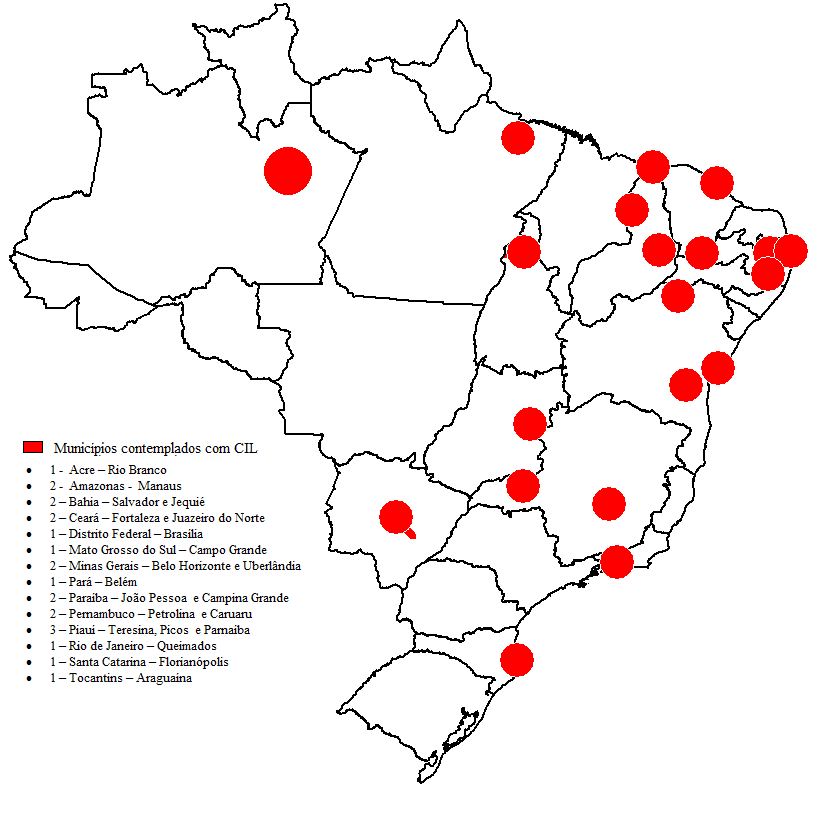 Municípios contemplados com CIL
• 1 - Acre – Rio Branco
• 2 - Amazonas - Manaus
• 2 – Bahia – Salvador e Jequié
• 2 – Ceará – Fortaleza e Juazeiro do Norte
• 1 – Distrito Federal – Brasília
• 1 – Mato Grosso do Sul – Campo Grande
• 2 – Minas Gerais – Belo Horizonte e Uberlândia
• 1 – Pará – Belém
• 2 – Paraíba – João Pessoa e Campina Grande
• 2 – Pernambuco – Petrolina e Caruaru
• 3 – Piauí – Teresina, Picos e Parnaíba
• 1 – Rio de Janeiro – Queimados
• 1 – Santa Catarina – Florianópolis
• 1 – Tocantins – Araguaína